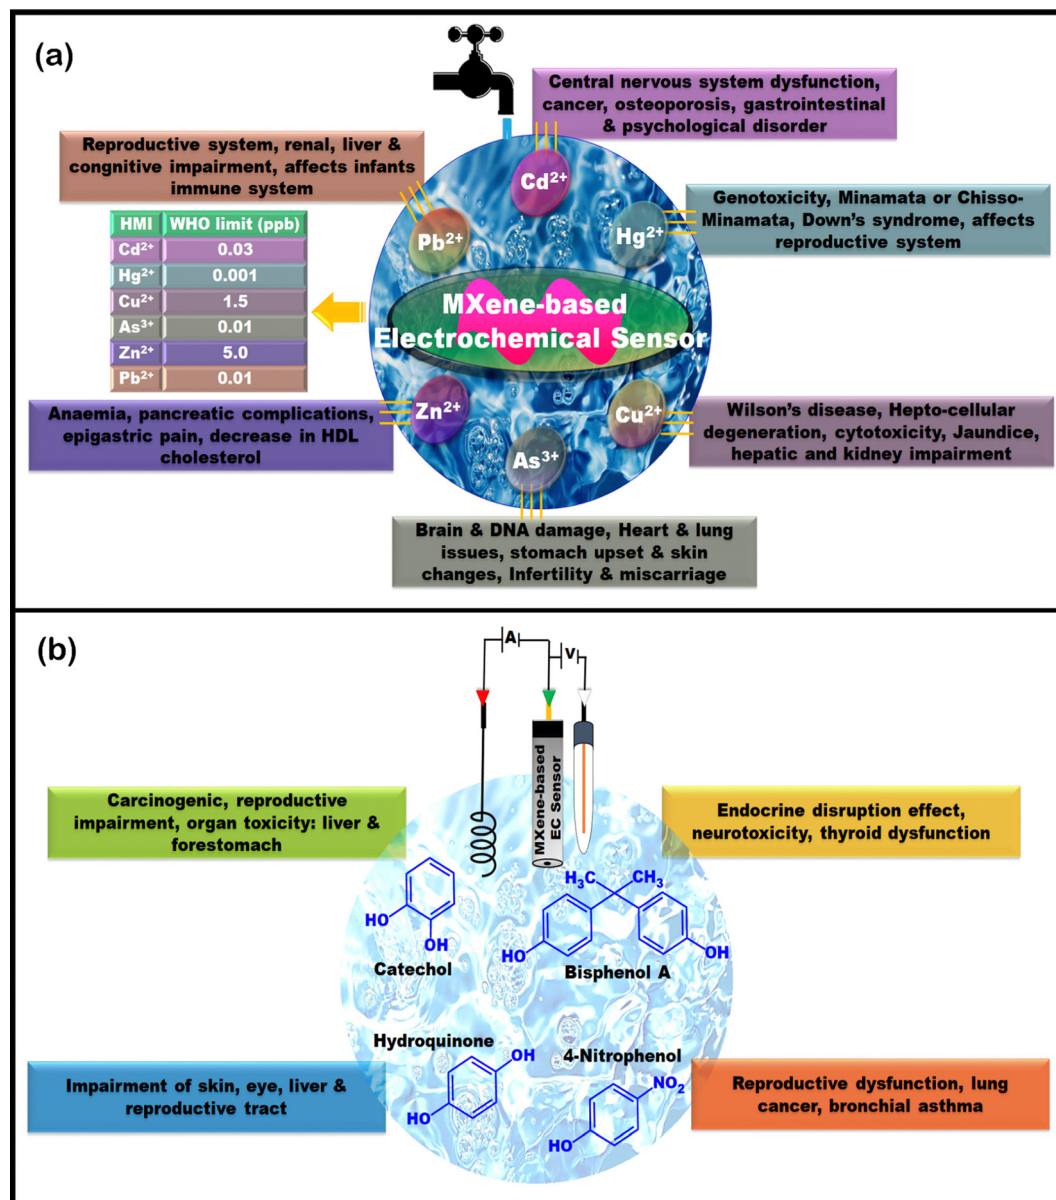 (a)
Central nervous system dysfunction,
cancer, osteoporosis, gastrointestinal
& psychological disorder
Reproductive system, renal, liver &
congnitive impairment, affects infants
immune system
Cd²⁺
Genotoxicity, Minamata or Chisso-
Minamata, Down's syndrome, affects
reproductive system
Pb²⁺
Hg²⁺
HMI WHO limit (ppb)
Cd²⁺ 0.03
Hg²⁺ 0.001
Cu²⁺ 1.5
As³⁺ 0.01
Zn²⁺ 5.0
Pb²⁺ 0.01
MXene-based
Electrochemical Sensor
Anaemia, pancreatic complications,
epigastric pain, decrease in HDL
cholesterol
Zn²⁺
Cu²⁺
Wilson's disease, Hepto-cellular
degeneration, cytotoxicity, Jaundice,
hepatic and kidney impairment
As³⁺
Brain & DNA damage, Heart & lung
issues, stomach upset & skin
changes, Infertility & miscarriage
(b)
A
V
MXene-based
EC Sensor
Carcinogenic, reproductive
impairment, organ toxicity: liver &
forestomach
Endocrine disruption effect,
neurotoxicity, thyroid dysfunction
H₃C
CH₃
HO
OH
Catechol
HO
OH
Bisphenol A
Hydroquinone
OH
HO
4-Nitrophenol
NO₂
HO
Impairment of skin, eye, liver &
reproductive tract
Reproductive dysfunction, lung
cancer, bronchial asthma